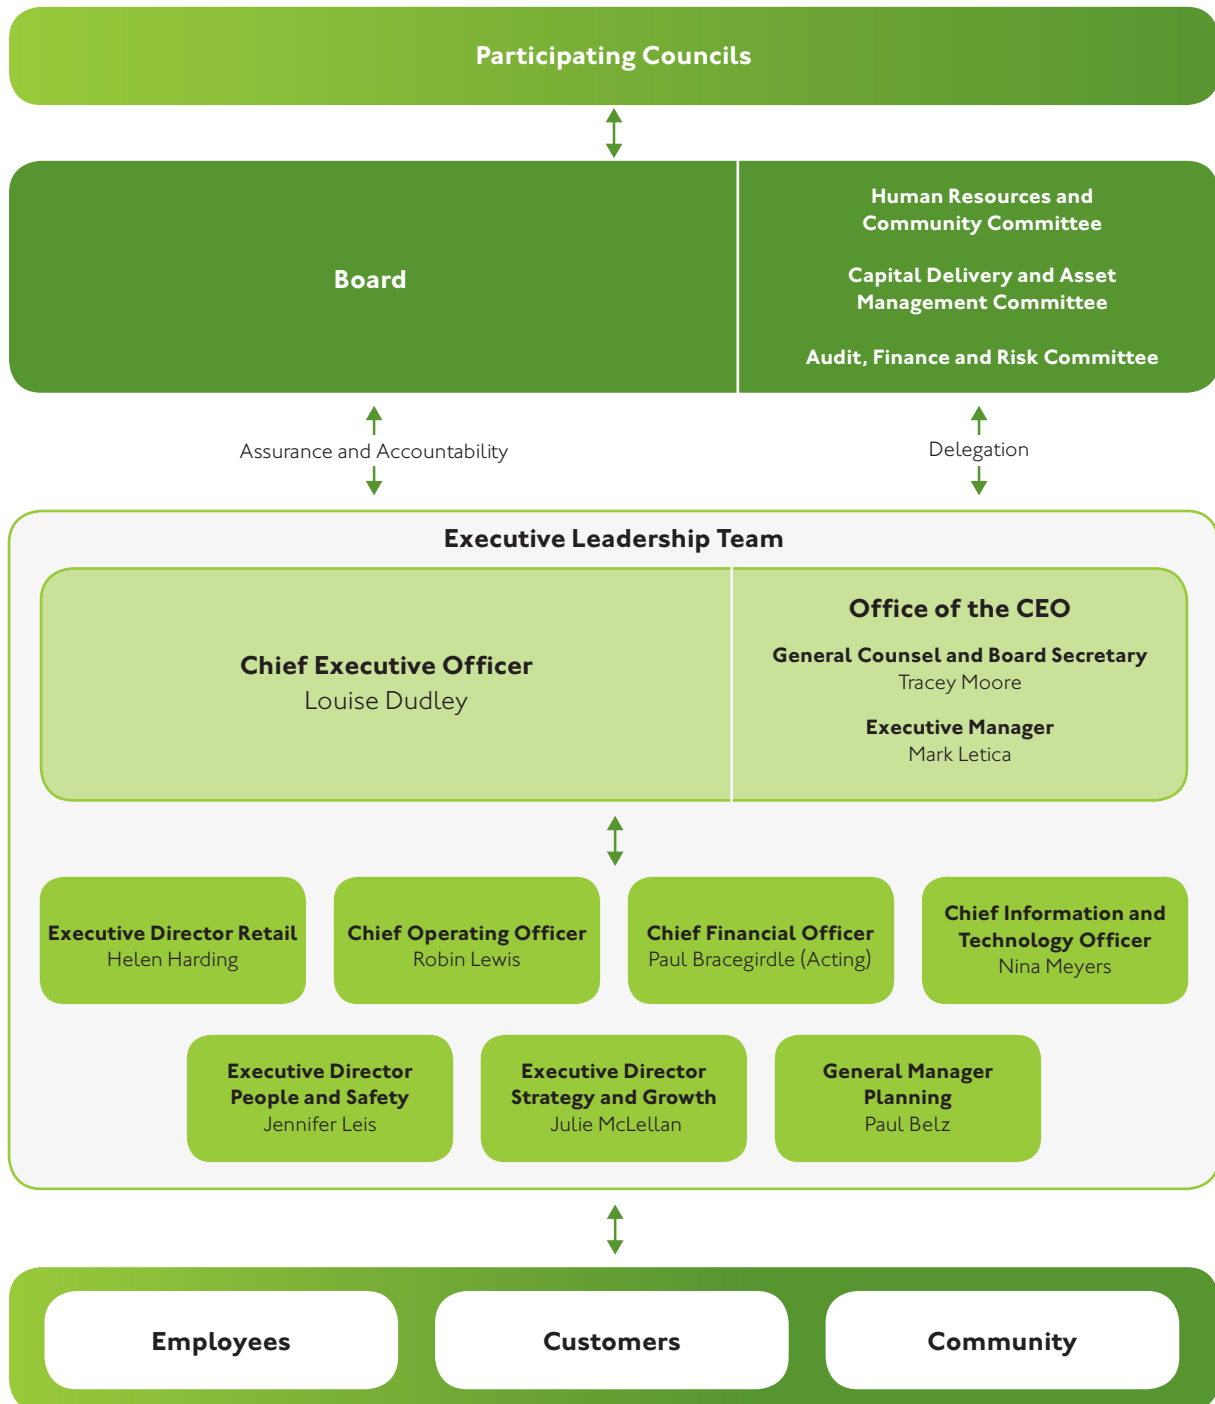 Participating Councils
Board
Human Resources and
Community Committee
Capital Delivery and Asset
Management Committee
Audit, Finance and Risk Committee
Assurance and Accountability
Delegation
Executive Leadership Team
Chief Executive Officer
Louise Dudley
Office of the CEO
General Counsel and Board Secretary
Tracey Moore
Executive Manager
Mark Letica
Executive Director Retail
Helen Harding
Chief Operating Officer
Robin Lewis
Chief Financial Officer
Paul Bracegirdle (Acting)
Chief Information and
Technology Officer
Nina Meyers
Executive Director
People and Safety
Jennifer Leis
Executive Director
Strategy and Growth
Julie McLellan
General Manager
Planning
Paul Belz
Employees
Customers
Community